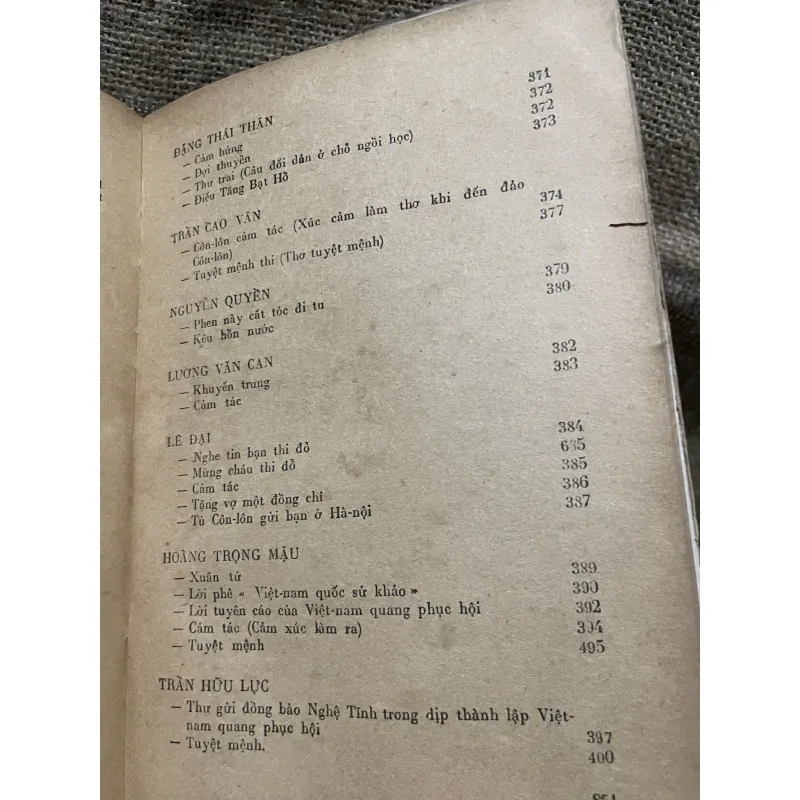 ĐẶNG THÁI THÂN
— Cảm hứng 371
— Dợi thuyền 372
— Thư trai (Câu đối dán ở chỗ ngồi học) 372
— Điếu Tăng Bạt Hồ 373
TRẦN CAO VÂN
— Côn-lôn cảm tác (Xúc cảm làm thơ khi đến đảo
Côn-lôn) 374
— Tuyệt mệnh thi (Thơ tuyệt mệnh) 377
NGUYỄN QUYỀN
— Phen này cắt tóc đi tu 379
— Kêu hồn nước 380
LƯƠNG VĂN CAN
— Khuyến trung 382
— Cảm tác 383
LÊ ĐẠI
— Nghe tin bạn thi đỏ 384
— Mừng cháu thi đỗ 635
— Cảm tác 385
— Tặng vợ một đồng chí 386
— Tù Côn-lôn gửi bạn ở Hà-nội 387
HOÀNG TRỌNG MẬU
— Xuân tứ 389
— Lời phê « Việt-nam quốc sử khảo » 390
— Lời tuyên cáo của Việt-nam quang phục hội 392
— Cảm tác (Cảm xúc làm ra) 394
— Tuyệt mệnh 495
TRẦN HỮU LỰC
— Thư gửi đồng bào Nghệ Tĩnh trong dịp thành lập Việt-
nam quang phục hội 397
— Tuyệt mệnh. 400